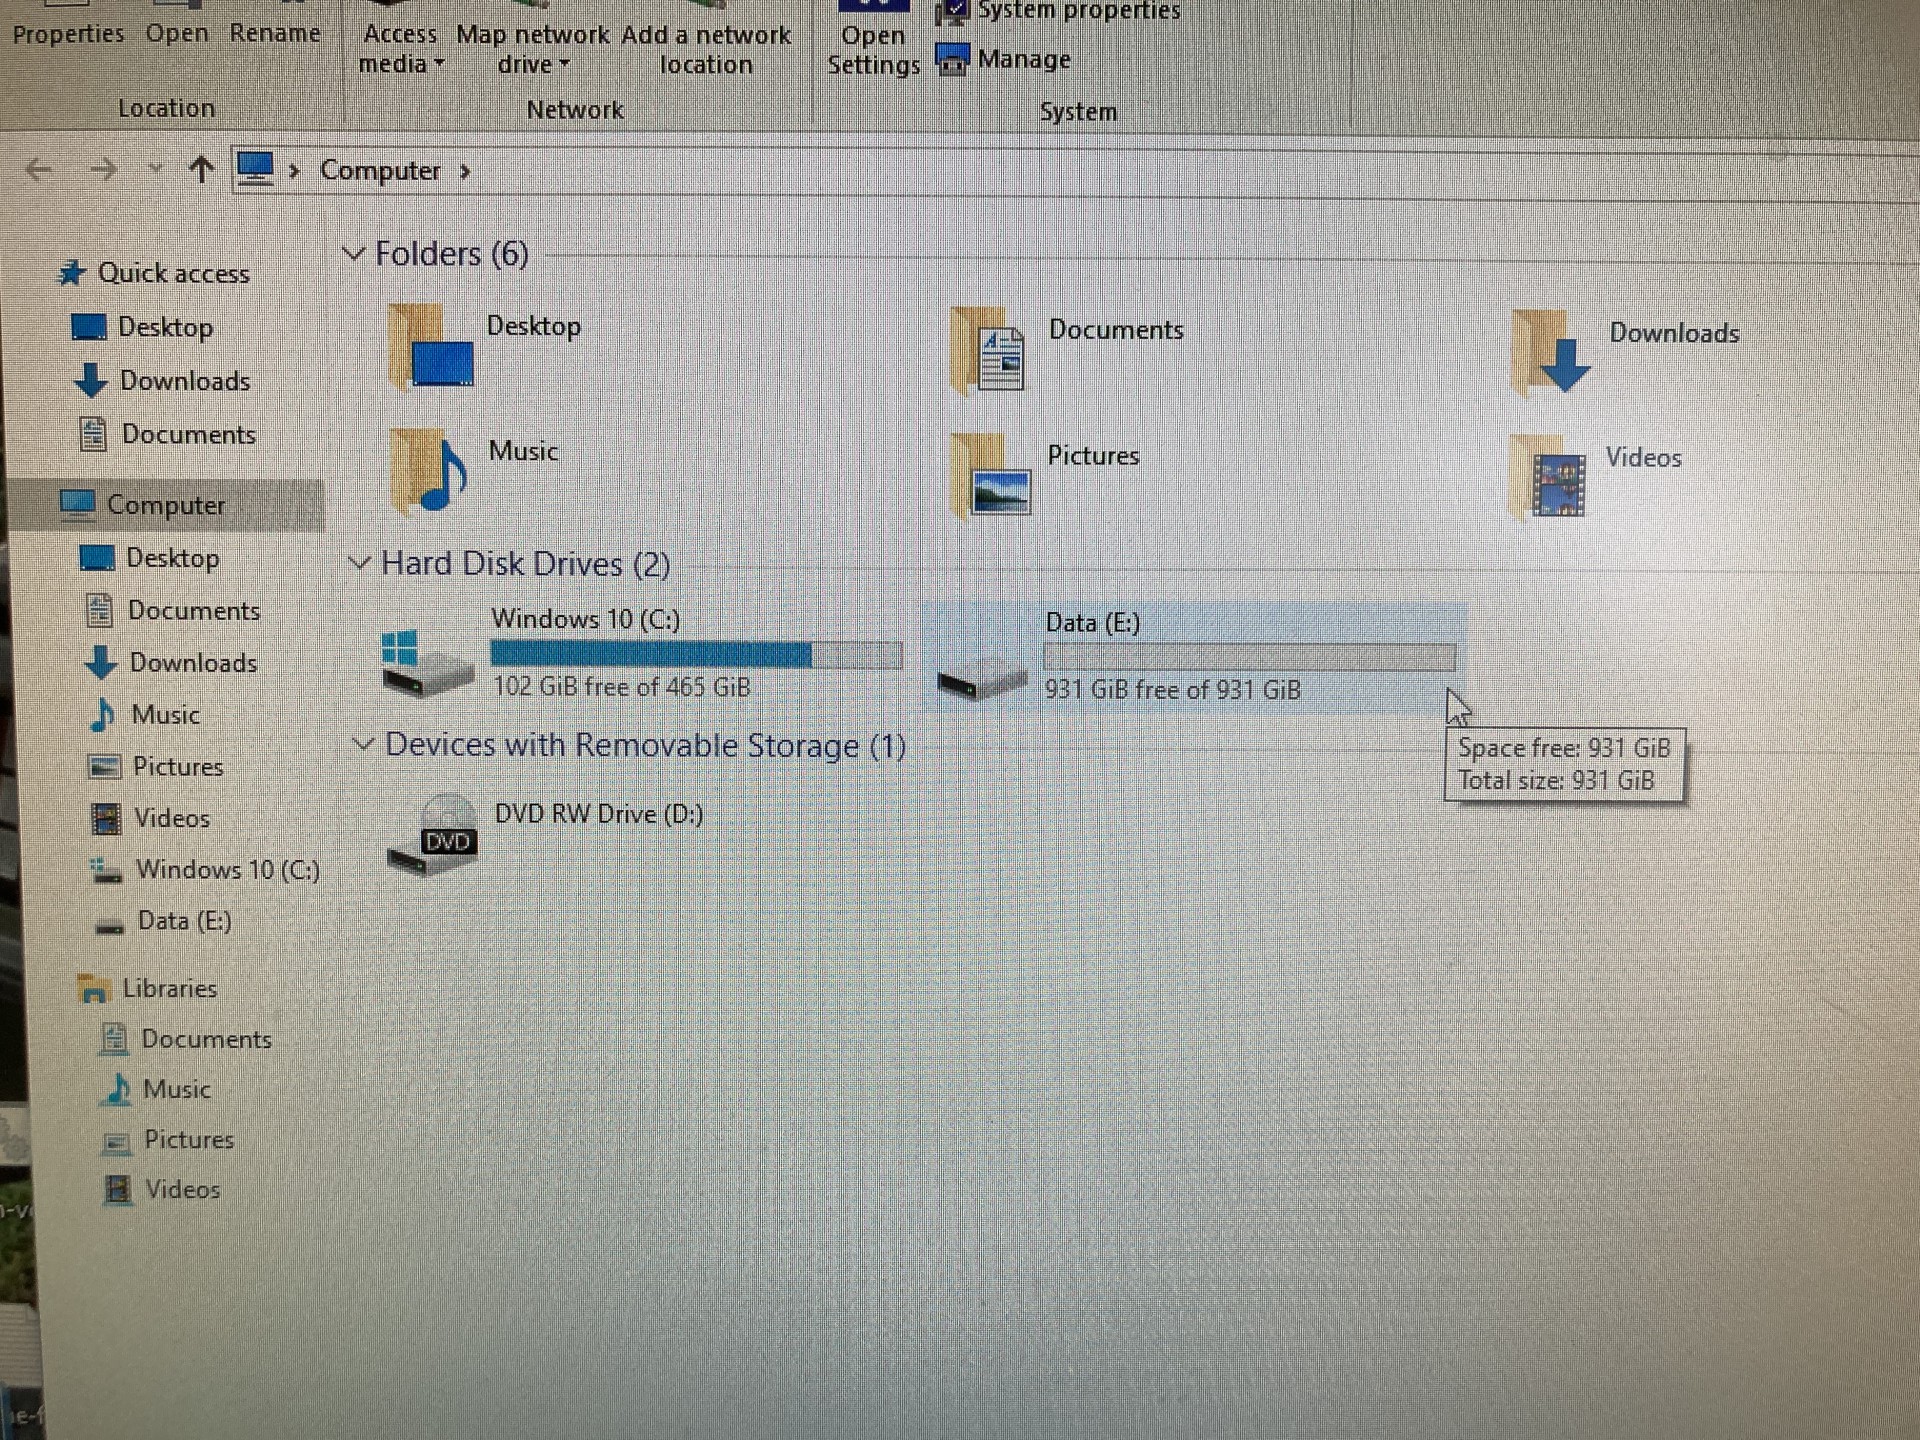 System properties
Properties Open Rename Access media Map network drive Add a network location Open Settings Manage
Location Network System
Computer
Quick access
Desktop
Downloads
Documents
Computer
Desktop
Documents
Downloads
Music
Pictures
Videos
Windows 10 (C:)
Data (E:)
Libraries
Documents
Music
Pictures
Videos
Folders (6)
Desktop
Documents
Downloads
Music
Pictures
Videos
Hard Disk Drives (2)
Windows 10 (C:)
102 GiB free of 465 GiB
Data (E:)
931 GiB free of 931 GiB
Space free: 931 GiB
Total size: 931 GiB
Devices with Removable Storage (1)
DVD RW Drive (D:)
DVD